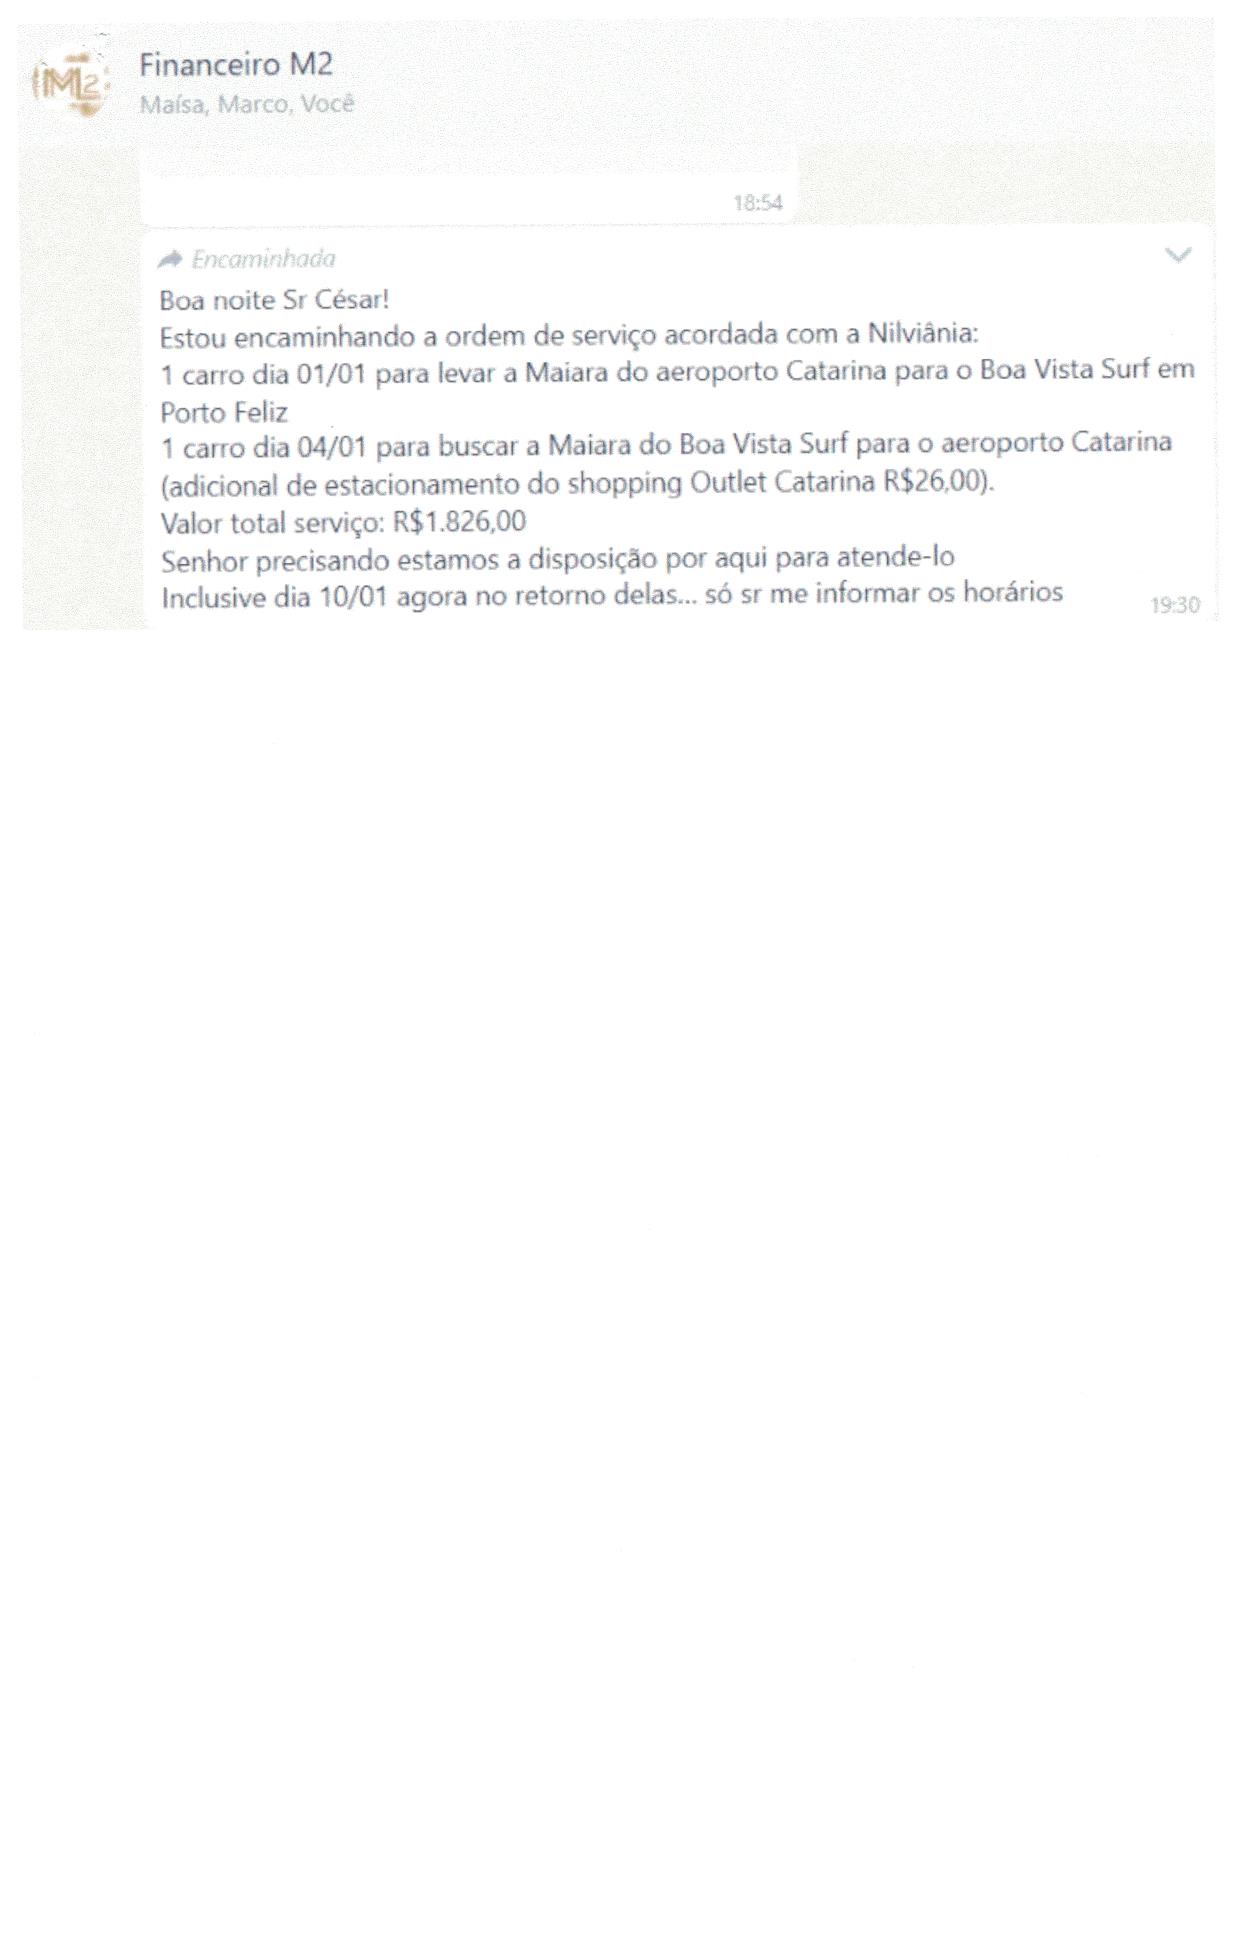 M2
Financeiro M2
Maísa, Marco, Você
18:54
Encaminhada
Boa noite Sr César!
Estou encaminhando a ordem de serviço acordada com a Nilviânia:
1 carro dia 01/01 para levar a Maiara do aeroporto Catarina para o Boa Vista Surf em
Porto Feliz
1 carro dia 04/01 para buscar a Maiara do Boa Vista Surf para o aeroporto Catarina
(adicional de estacionamento do shopping Outlet Catarina R$26,00).
Valor total serviço: R$1.826,00
Senhor precisando estamos a disposição por aqui para atende-lo
Inclusive dia 10/01 agora no retorno delas... só sr me informar os horários
19:30